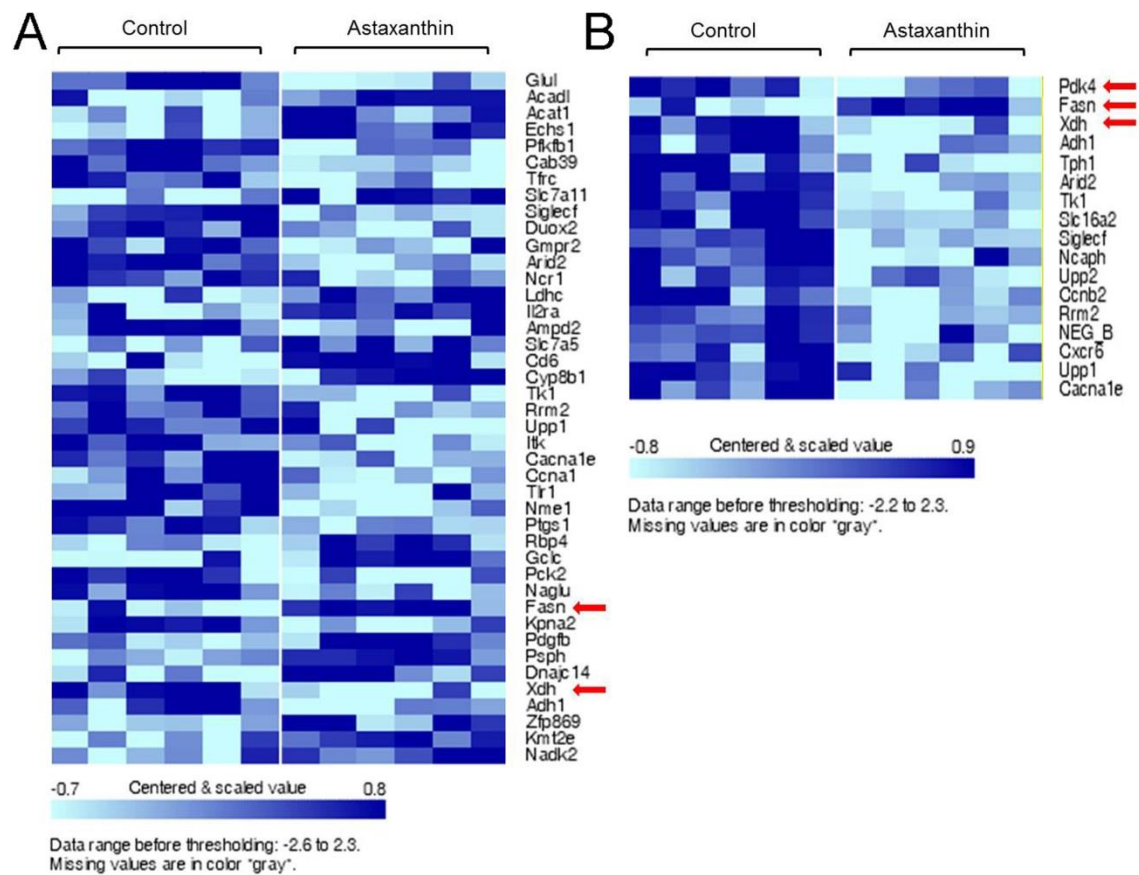 A
Control
Astaxanthin
Glul
Acadl
Acat1
Echs1
Pfkfb1
Cab39
Tfrc
Slc7a11
Siglecf
Duox2
Gmpr2
Arid2
Ncr1
Ldhc
Il2ra
Ampd2
Slc7a5
Cd6
Cyp8b1
Tk1
Rrm2
Upp1
Itk
Cacna1e
Ccna1
Tlr1
Nme1
Ptgs1
Rbp4
Gclc
Pck2
Naglu
Fasn
Kpna2
Pdgfb
Psph
Dnajc14
Xdh
Adh1
Zfp869
Kmt2e
Nadk2
-0.7 Centered & scaled value 0.8
Data range before thresholding: -2.6 to 2.3.
Missing values are in color "gray".
B
Control
Astaxanthin
Pdk4
Fasn
Xdh
Adh1
Tph1
Arid2
Tk1
Slc16a2
Siglecf
Ncaph
Upp2
Ccnb2
Rrm2
NEG_B
Cxcr6
Upp1
Cacna1e
-0.8 Centered & scaled value 0.9
Data range before thresholding: -2.2 to 2.3.
Missing values are in color "gray".